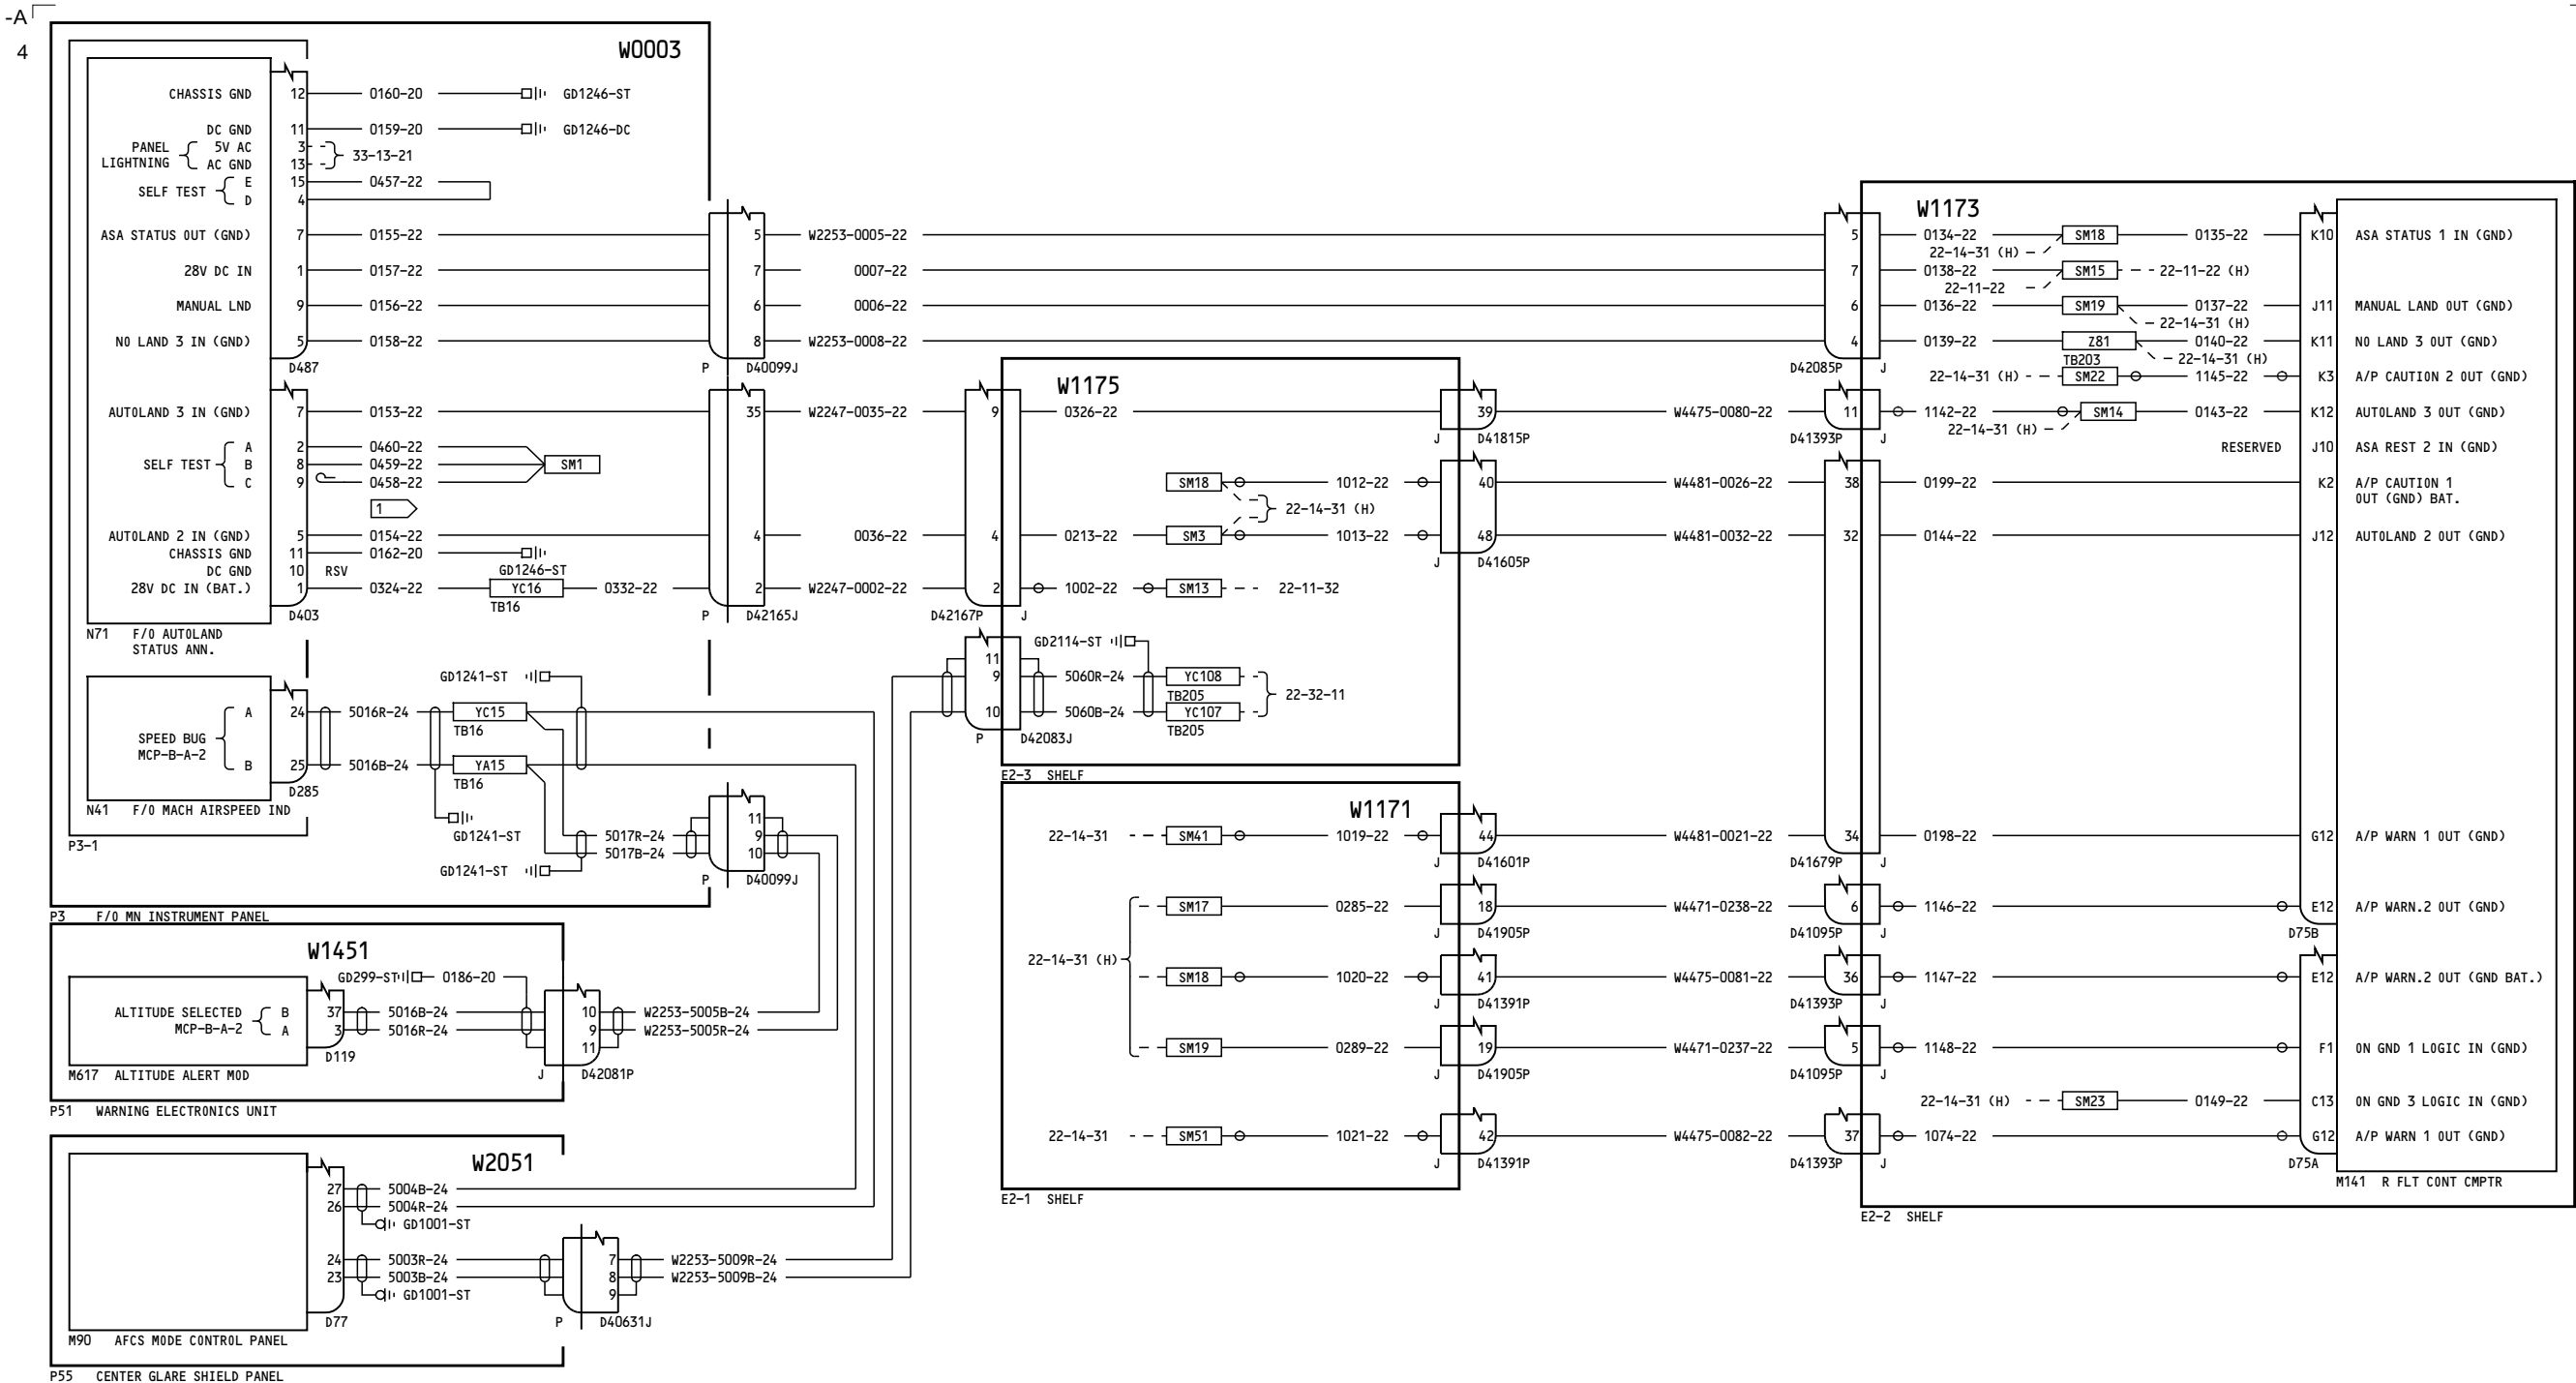 -A
4
W0003
CHASSIS GND 12 0160-20 GD1246-ST
DC GND 11 0159-20 GD1246-DC
PANEL LIGHTNING
5V AC 3
AC GND 13
33-13-21
SELF TEST
E 15 0457-22
D 4
ASA STATUS OUT (GND) 7 0155-22 5 W2253-0005-22 5
28V DC IN 1 0157-22 7 0007-22 7
MANUAL LND 9 0156-22 6 0006-22 6
NO LAND 3 IN (GND) 5 0158-22 8 W2253-0008-22 4
D487 P D40099J D42085P J
W1173
0134-22 SM18 0135-22 K10 ASA STATUS 1 IN (GND)
22-14-31 (H)
0138-22 SM15 22-11-22 (H)
22-11-22
0136-22 SM19 0137-22 J11 MANUAL LAND OUT (GND)
22-14-31 (H)
0139-22 Z81 0140-22 K11 NO LAND 3 OUT (GND)
TB203 22-14-31 (H)
22-14-31 (H) SM22 1145-22 K3 A/P CAUTION 2 OUT (GND)
W1175
AUTOLAND 3 IN (GND) 7 0153-22 35 W2247-0035-22 9 0326-22 39 W4475-0080-22 11 1142-22 SM14 0143-22 K12 AUTOLAND 3 OUT (GND)
J D41815P D41393P J 22-14-31 (H)
RESERVED J10 ASA REST 2 IN (GND)
SELF TEST
A 2 0460-22
B 8 0459-22 SM1
C 9 0458-22
1
SM18 1012-22 40 W4481-0026-22 38 0199-22 K2 A/P CAUTION 1
OUT (GND) BAT.
22-14-31 (H)
AUTOLAND 2 IN (GND) 5 0154-22 4 0036-22 4 0213-22 SM3 1013-22 48 W4481-0032-22 32 0144-22 J12 AUTOLAND 2 OUT (GND)
J D41605P
CHASSIS GND 11 0162-20
GD1246-ST
DC GND 10 RSV
28V DC IN (BAT.) 1 0324-22 YC16 0332-22 2 W2247-0002-22 2 1002-22 SM13 22-11-32
TB16
D403 P D42165J D42167P J
N71 F/O AUTOLAND
STATUS ANN.
GD2114-ST
11
9 5060R-24 YC108
TB205
10 5060B-24 YC107
TB205
22-32-11
P D42083J
E2-3 SHELF
GD1241-ST
SPEED BUG
MCP-B-A-2
A 24 5016R-24 YC15
TB16
B 25 5016B-24 YA15
TB16
D285
N41 F/O MACH AIRSPEED IND
GD1241-ST
P3-1
11
5017R-24 9
5017B-24 10
GD1241-ST
P D40099J
P3 F/O MN INSTRUMENT PANEL
W1171
22-14-31 SM41 1019-22 44 W4481-0021-22 34 0198-22 G12 A/P WARN 1 OUT (GND)
J D41601P D41679P J
22-14-31 (H)
SM17 0285-22 18 W4471-0238-22 6 1146-22 E12 A/P WARN.2 OUT (GND)
J D41905P D41095P J D75B
SM18 1020-22 41 W4475-0081-22 36 1147-22 E12 A/P WARN.2 OUT (GND BAT.)
J D41391P D41393P J
SM19 0289-22 19 W4471-0237-22 5 1148-22 F1 ON GND 1 LOGIC IN (GND)
J D41905P D41095P J
22-14-31 (H) SM23 0149-22 C13 ON GND 3 LOGIC IN (GND)
22-14-31 SM51 1021-22 42 W4475-0082-22 37 1074-22 G12 A/P WARN 1 OUT (GND)
J D41391P D41393P J D75A
E2-1 SHELF
M141 R FLT CONT CMPTR
E2-2 SHELF
W1451
GD299-ST 0186-20
ALTITUDE SELECTED
MCP-B-A-2
B 37 5016B-24 10 W2253-5005B-24
A 3 5016R-24 9 W2253-5005R-24
11
D119
J D42081P
M617 ALTITUDE ALERT MOD
P51 WARNING ELECTRONICS UNIT
W2051
27 5004B-24
26 5004R-24
GD1001-ST
24 5003R-24 7 W2253-5009R-24
23 5003B-24 8 W2253-5009B-24
GD1001-ST 9
D77 P D40631J
M90 AFCS MODE CONTROL PANEL
P55 CENTER GLARE SHIELD PANEL